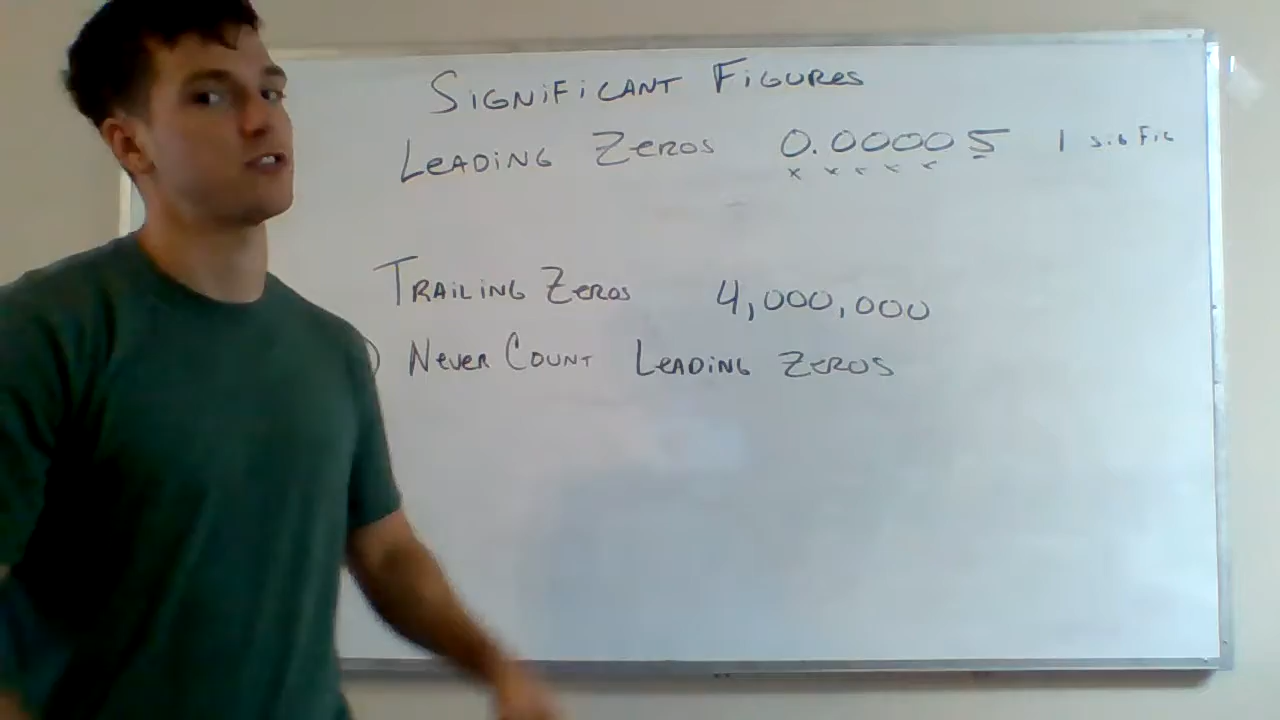 Significant Figures
Leading Zeros 0.00005 1 Sig Fig
x x x x x
Trailing Zeros 4,000,000
) Never Count Leading Zeros